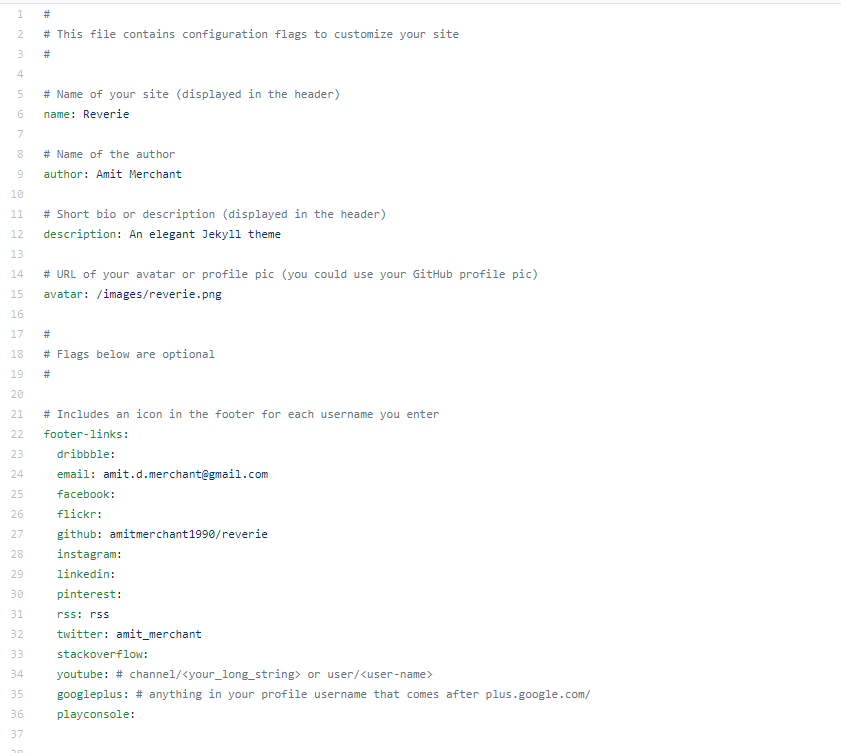 1 #
2 # This file contains configuration flags to customize your site
3 #
4
5 # Name of your site (displayed in the header)
6 name: Reverie
7
8 # Name of the author
9 author: Amit Merchant
10
11 # Short bio or description (displayed in the header)
12 description: An elegant Jekyll theme
13
14 # URL of your avatar or profile pic (you could use your GitHub profile pic)
15 avatar: /images/reverie.png
16
17 #
18 # Flags below are optional
19 #
20
21 # Includes an icon in the footer for each username you enter
22 footer-links:
23   dribbble:
24   email: amit.d.merchant@gmail.com
25   facebook:
26   flickr:
27   github: amitmerchant1990/reverie
28   instagram:
29   linkedin:
30   pinterest:
31   rss: rss
32   twitter: amit_merchant
33   stackoverflow:
34   youtube: # channel/<your_long_string> or user/<user-name>
35   googleplus: # anything in your profile username that comes after plus.google.com/
36   playconsole:
37